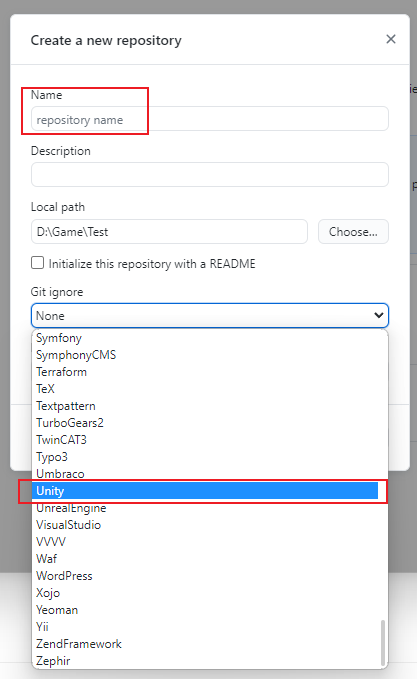 Create a new repository
Name
repository name
Description
Local path
D:\Game\Test
Choose...
Initialize this repository with a README
Git ignore
None
Symfony
SymphonyCMS
Terraform
TeX
Textpattern
TurboGears2
TwinCAT3
Typo3
Umbraco
Unity
UnrealEngine
VisualStudio
VVVV
Waf
WordPress
Xojo
Yeoman
Yii
ZendFramework
Zephir